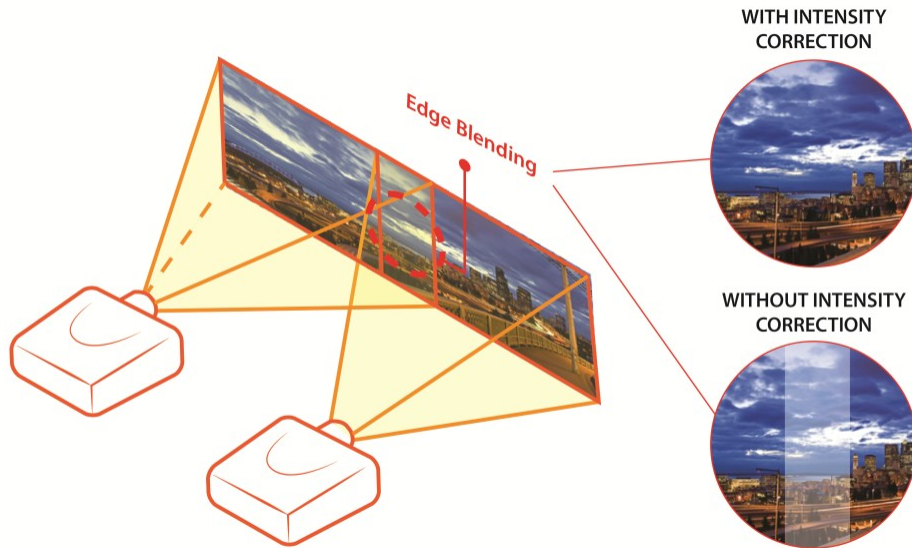 WITH INTENSITY
CORRECTION
Edge Blending
WITHOUT INTENSITY
CORRECTION